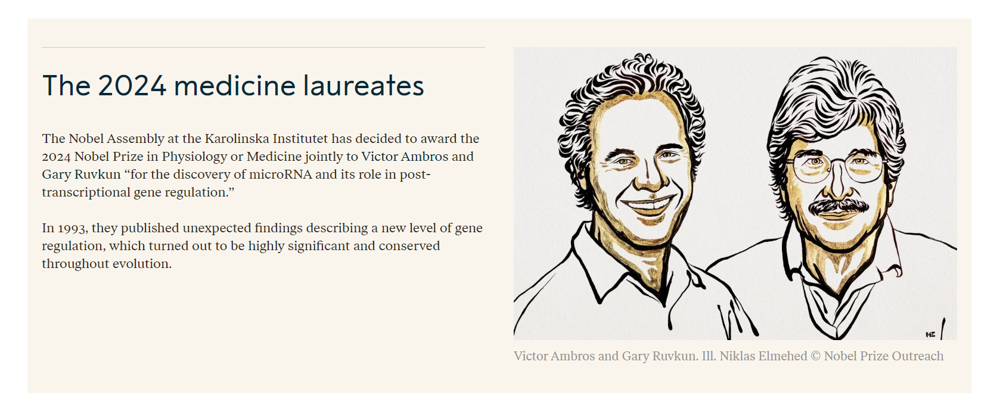 The 2024 medicine laureates
The Nobel Assembly at the Karolinska Institutet has decided to award the
2024 Nobel Prize in Physiology or Medicine jointly to Victor Ambros and
Gary Ruvkun “for the discovery of microRNA and its role in post-
transcriptional gene regulation.”
In 1993, they published unexpected findings describing a new level of gene
regulation, which turned out to be highly significant and conserved
throughout evolution.
NE
Victor Ambros and Gary Ruvkun. Ill. Niklas Elmehed © Nobel Prize Outreach